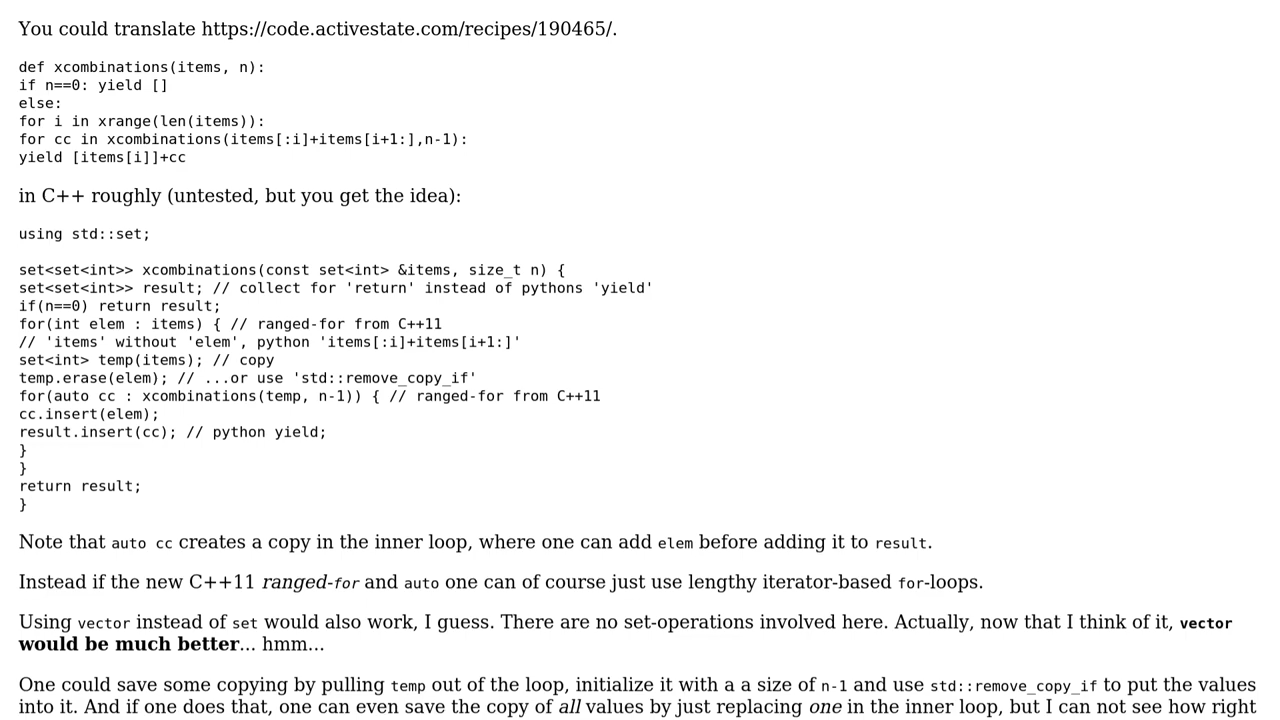 You could translate https://code.activestate.com/recipes/190465/.
def xcombinations(items, n):
if n==0: yield []
else:
for i in xrange(len(items)):
for cc in xcombinations(items[:i]+items[i+1:],n-1):
yield [items[i]]+cc
in C++ roughly (untested, but you get the idea):
using std::set;
set<set<int>> xcombinations(const set<int> &items, size_t n) {
set<set<int>> result; // collect for 'return' instead of pythons 'yield'
if(n==0) return result;
for(int elem : items) { // ranged-for from C++11
// 'items' without 'elem', python 'items[:i]+items[i+1:]'
set<int> temp(items); // copy
temp.erase(elem); // ...or use 'std::remove_copy_if'
for(auto cc : xcombinations(temp, n-1)) { // ranged-for from C++11
cc.insert(elem);
result.insert(cc); // python yield;
}
}
return result;
}
Note that auto cc creates a copy in the inner loop, where one can add elem before adding it to result.
Instead if the new C++11 ranged-for and auto one can of course just use lengthy iterator-based for-loops.
Using vector instead of set would also work, I guess. There are no set-operations involved here. Actually, now that I think of it, vector
would be much better... hmm...
One could save some copying by pulling temp out of the loop, initialize it with a a size of n-1 and use std::remove_copy_if to put the values
into it. And if one does that, one can even save the copy of all values by just replacing one in the inner loop, but I can not see how right